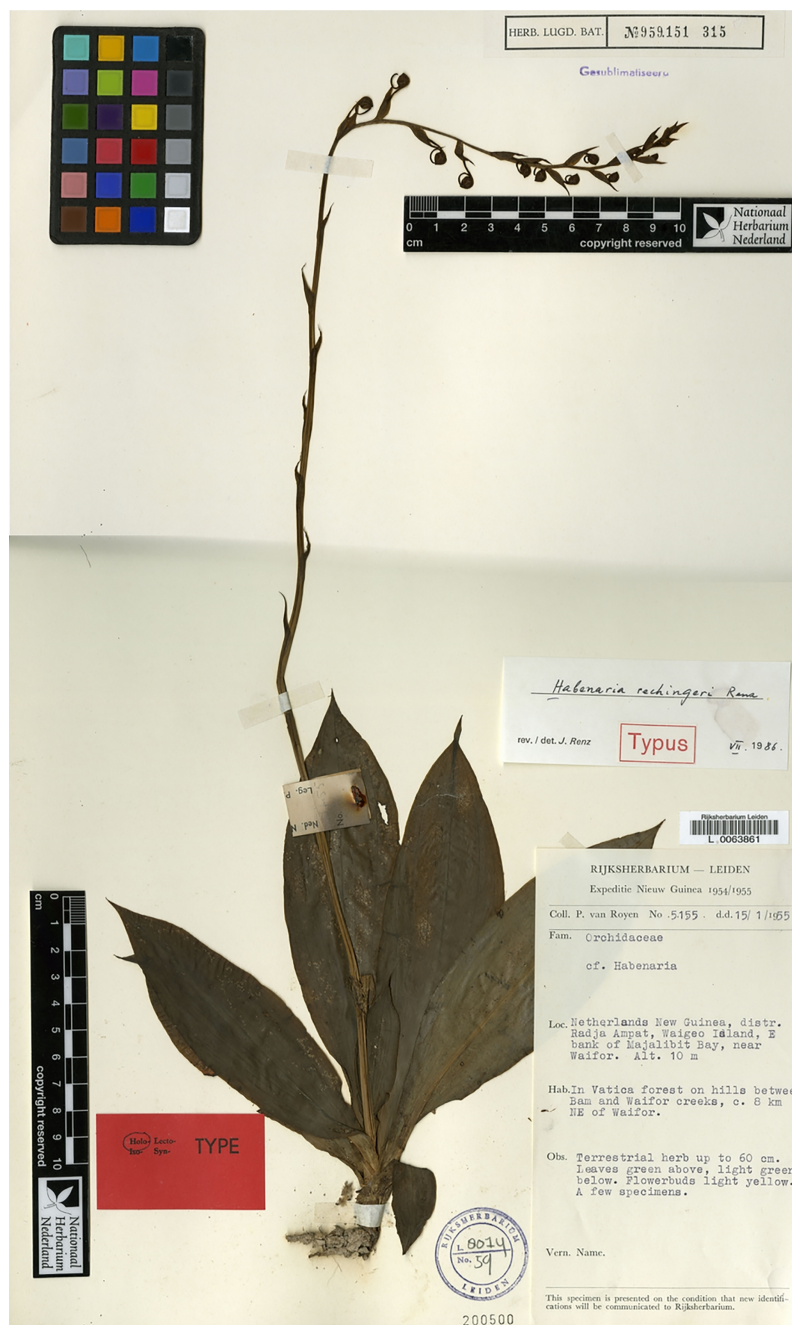 HERB. LUGD. BAT. № 959.151 315
Gesublimatiseerd
0 1 2 3 4 5 6 7 8 9 10
cm copyright reserved
Nationaal
Herbarium
Nederland
Habenaria rechingeri Renz
rev. / det. J. Renz Typus VII. 1986.
Leg. P.
Ned. N
No
Rijksherbarium Leiden
L 0063861
RIJKSHERBARIUM — LEIDEN
Expeditie Nieuw Guinea 1954/1955
Coll. P. van Royen No 5155. d.d. 15/1/1955
Fam. Orchidaceae
cf. Habenaria
Loc. Netherlands New Guinea, distr.
Radja Ampat, Waigeo Island, E
bank of Majalibit Bay, near
Waifor. Alt. 10 m
Hab. In Vatica forest on hills betwee
Bam and Waifor creeks, c. 8 km
NE of Waifor.
Obs. Terrestrial herb up to 60 cm.
Leaves green above, light green
below. Flowerbuds light yellow.
A few specimens.
Vern. Name.
This specimen is presented on the condition that new identifi-
cations will be communicated to Rijksherbarium.
cm 0 1 2 3 4 5 6 7 8 9 10
copyright reserved
Nationaal
Herbarium
Nederland
Holo- Lecto-
Iso- Syn-
TYPE
RIJKSHERBARIUM
L. 0014
No. 59
LEIDEN
200500